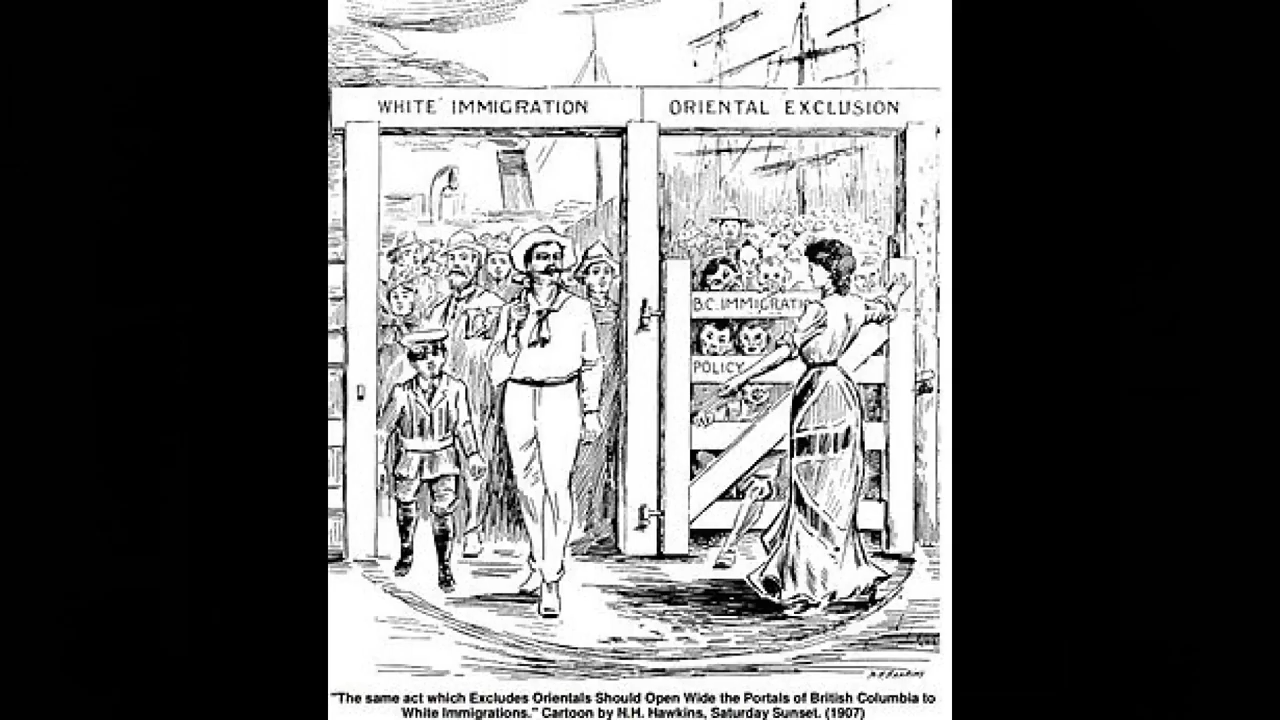 WHITE IMMIGRATION
ORIENTAL EXCLUSION
B.C. IMMIGRATION
POLICY
"The same act which Excludes Orientals Should Open Wide the Portals of British Columbia to
White Immigrations." Cartoon by N.H. Hawkins, Saturday Sunset. (1907)